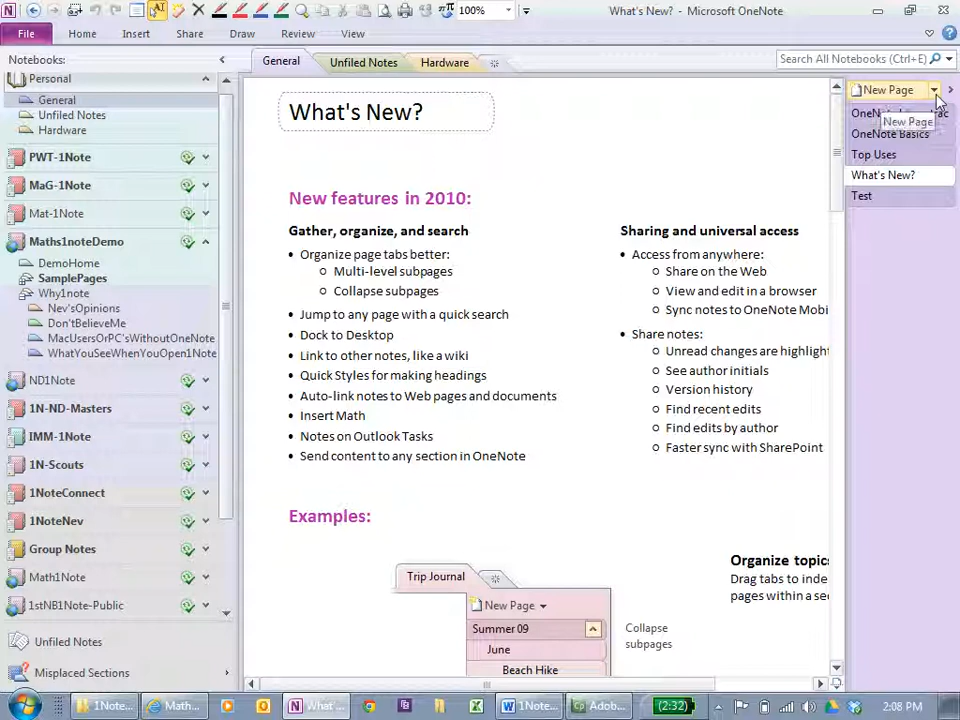 100%
What's New? - Microsoft OneNote
File
Home
Insert
Share
Draw
Review
View
Notebooks:
General
Unfiled Notes
Hardware
Search All Notebooks (Ctrl+E)
Personal
General
Unfiled Notes
Hardware
PWT-1Note
MaG-1Note
Mat-1Note
Maths1noteDemo
DemoHome
SamplePages
Why1note
Nev'sOpinions
Don'tBelieveMe
MacUsersOrPC'sWithoutOneNote
WhatYouSeeWhenYouOpen1Note
ND1Note
1N-ND-Masters
IMM-1Note
1N-Scouts
1NoteConnect
1NoteNev
Group Notes
Math1Note
1stNB1Note-Public
Unfiled Notes
Misplaced Sections
What's New?
New features in 2010:
Gather, organize, and search
• Organize page tabs better:
o Multi-level subpages
o Collapse subpages
• Jump to any page with a quick search
• Dock to Desktop
• Link to other notes, like a wiki
• Quick Styles for making headings
• Auto-link notes to Web pages and documents
• Insert Math
• Notes on Outlook Tasks
• Send content to any section in OneNote
Sharing and universal access
• Access from anywhere:
o Share on the Web
o View and edit in a browser
o Sync notes to OneNote Mobi
• Share notes:
o Unread changes are highlight
o See author initials
o Version history
o Find recent edits
o Find edits by author
o Faster sync with SharePoint
Examples:
Trip Journal
New Page
Summer 09
June
Beach Hike
Collapse
subpages
Organize topics
Drag tabs to inde
pages within a se
New Page
New Page
OneNote Basics
Top Uses
What's New?
Test
1Note...
Math...
What ...
1Note...
Adob...
(2:32)
2:08 PM